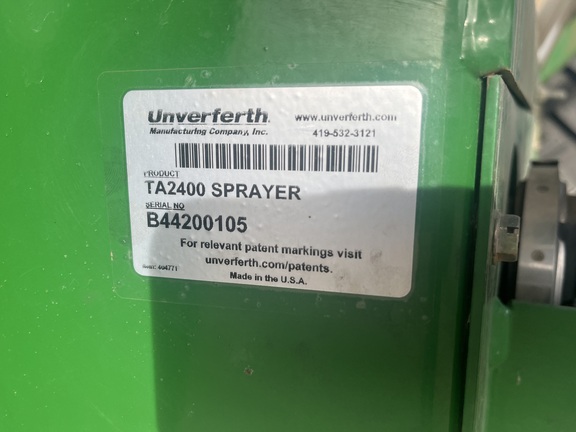 Unverferth
www.unverferth.com
Manufacturing Company, Inc.
419-532-3121
PRODUCT
TA2400 SPRAYER
SERIAL NO
B44200105
For relevant patent markings visit
unverferth.com/patents.
Made in the U.S.A.